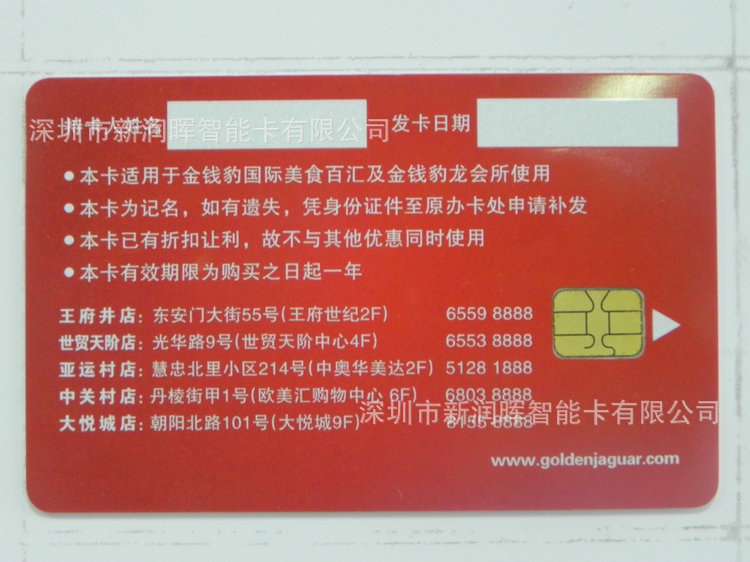 持卡人姓名 发卡日期
深圳市新润晖智能卡有限公司
●本卡适用于金钱豹国际美食百汇及金钱豹龙会所使用
●本卡为记名，如有遗失，凭身份证件至原办卡处申请补发
●本卡已有折扣让利，故不与其他优惠同时使用
●本卡有效期限为购买之日起一年
王府井店：东安门大街55号(王府世纪2F) 6559 8888
世贸天阶店：光华路9号(世贸天阶中心4F) 6553 8888
亚运村店：慧忠北里小区214号(中奥华美达2F) 5128 1888
中关村店：丹棱街甲1号(欧美汇购物中心 6F) 6803 8888
深圳市新润晖智能卡有限公司
大悦城店：朝阳北路101号(大悦城9F) 8888
www.goldenjaguar.com